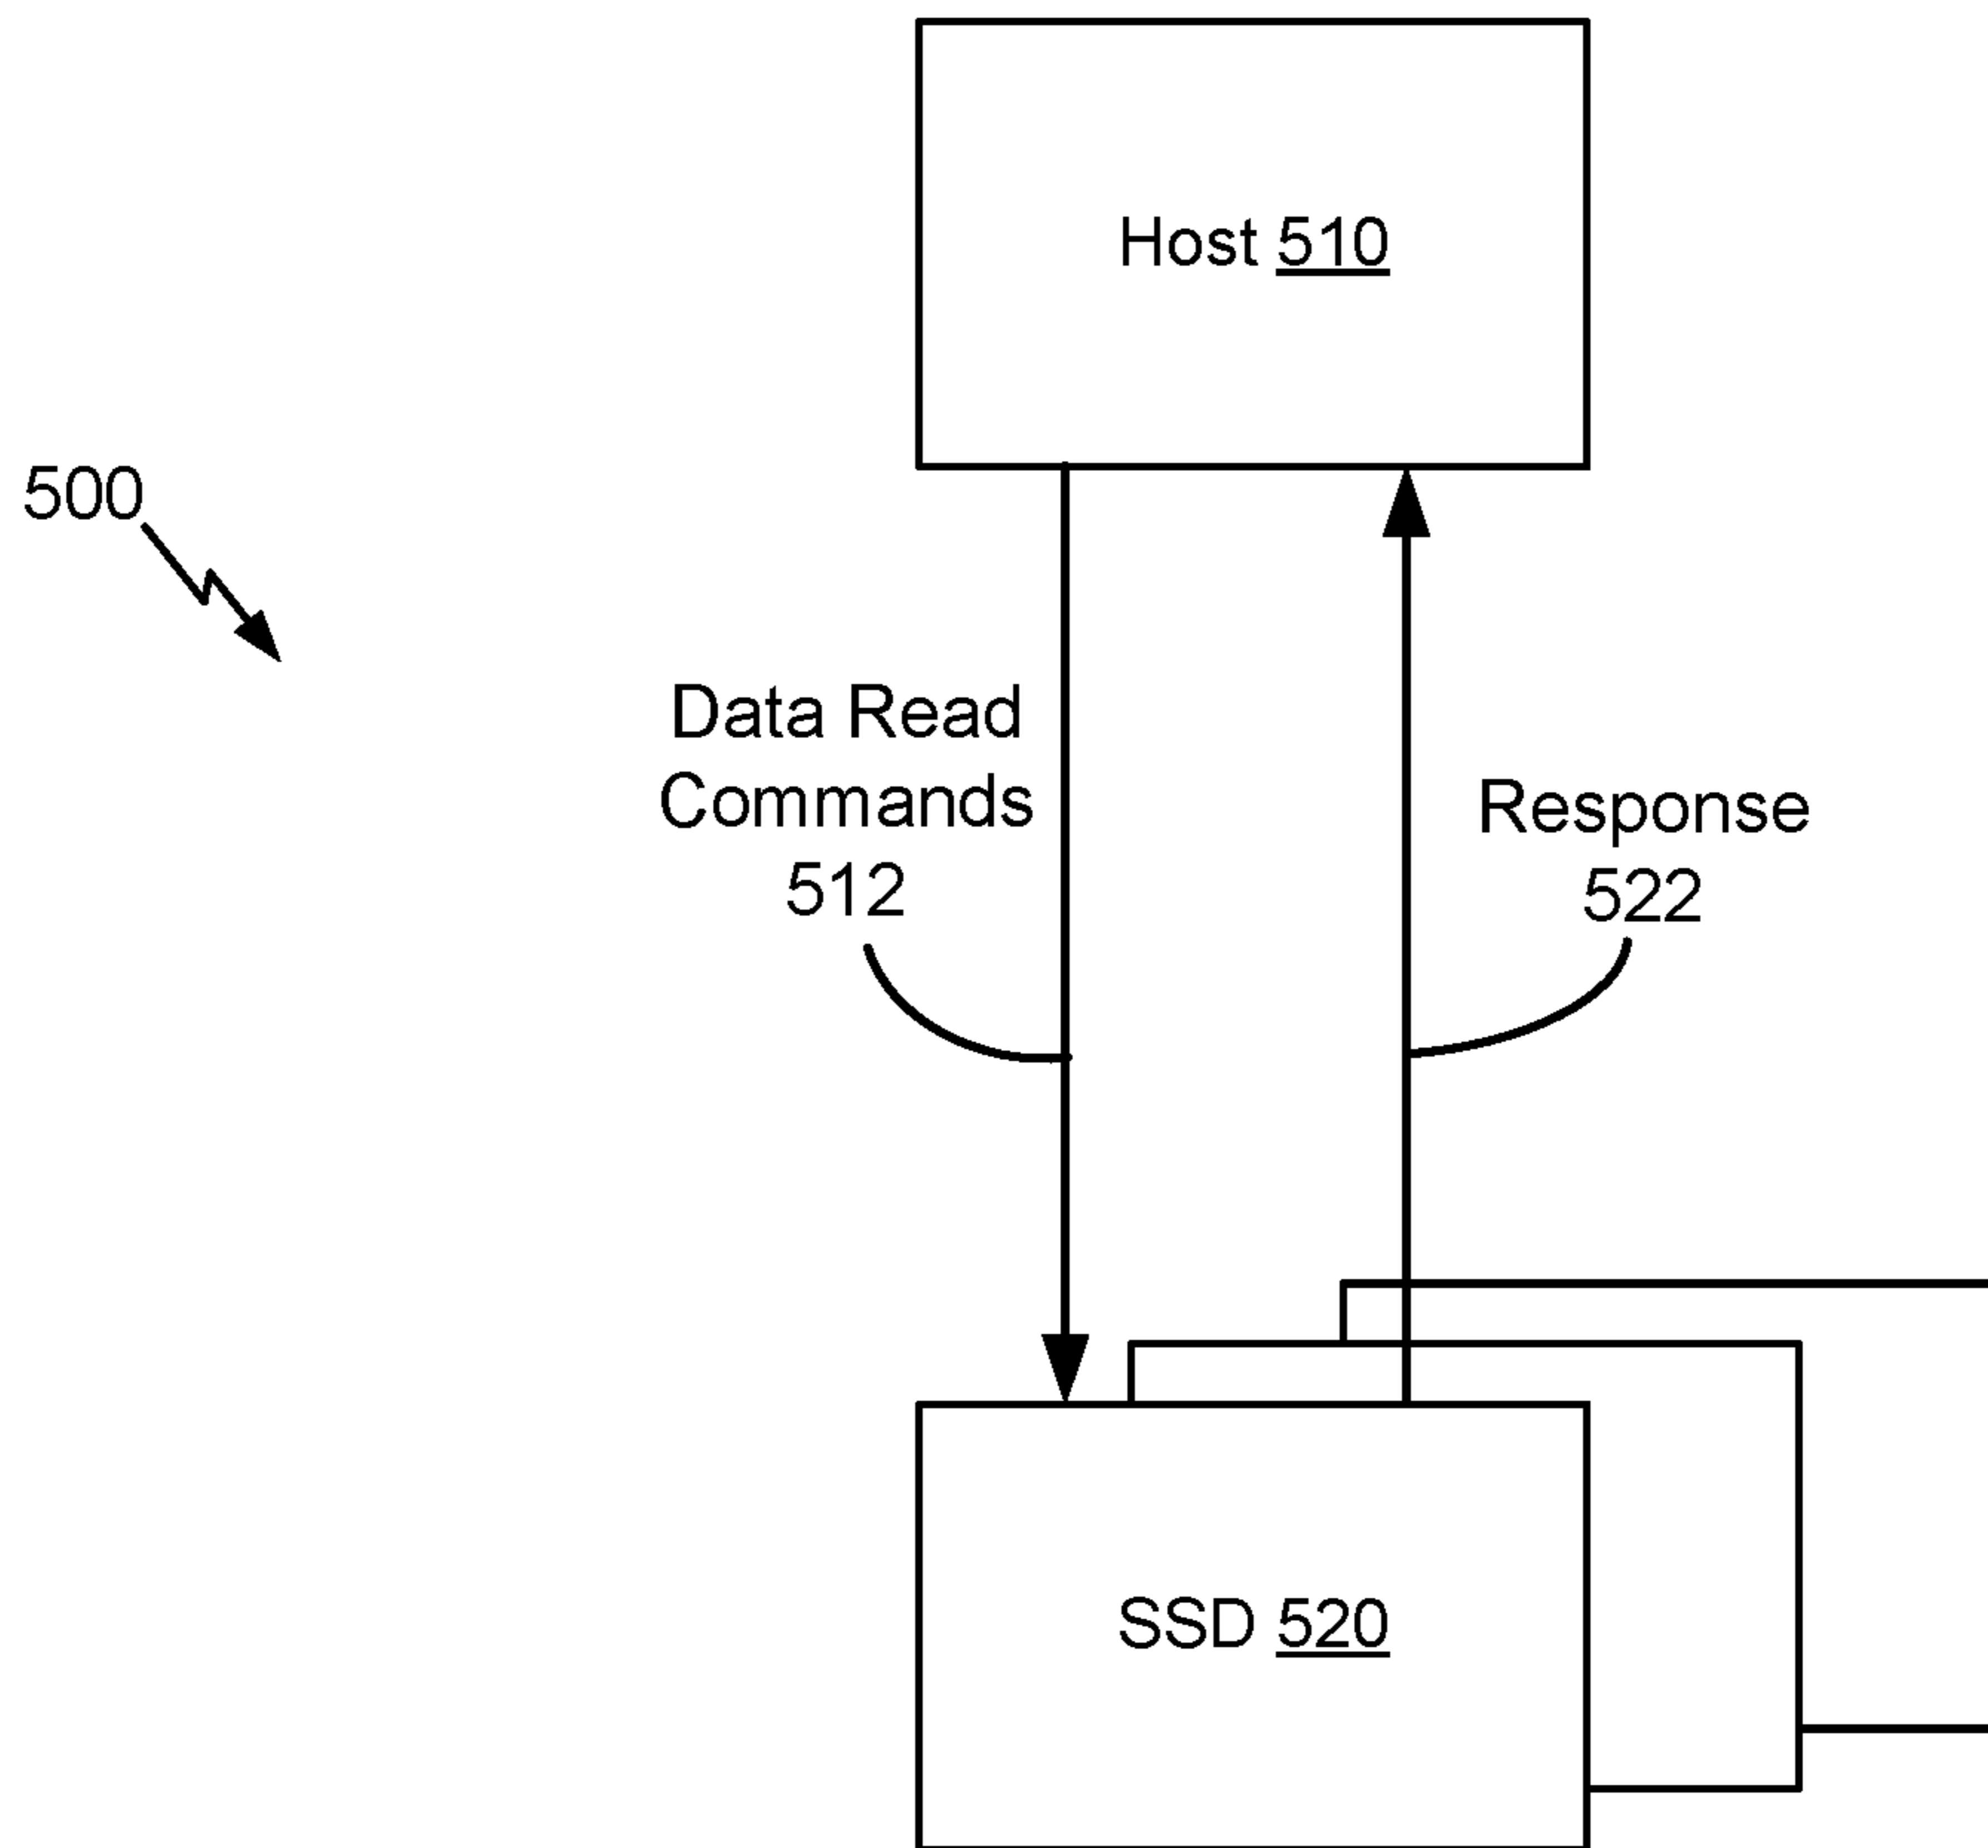 Host 510
500
Data Read
Commands
512
Response
522
SSD 520